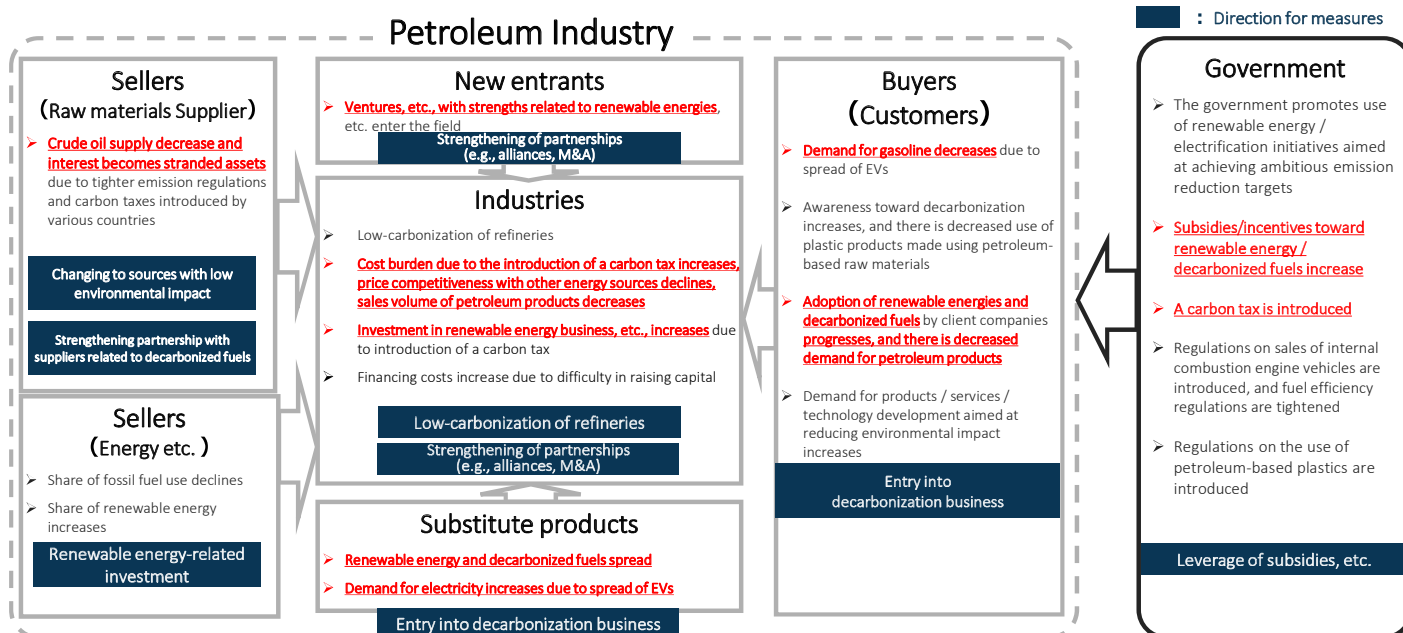 : Direction for measures
Petroleum Industry
Sellers
(Raw materials Supplier)
➢ Crude oil supply decrease and
interest becomes stranded assets
due to tighter emission regulations
and carbon taxes introduced by
various countries
Changing to sources with low
environmental impact
Strengthening partnership with
suppliers related to decarbonized fuels
Sellers
(Energy etc.)
➢ Share of fossil fuel use declines
➢ Share of renewable energy
increases
Renewable energy-related
investment
New entrants
➢ Ventures, etc., with strengths related to renewable energies,
etc. enter the field
Strengthening of partnerships
(e.g., alliances, M&A)
Industries
➢ Low-carbonization of refineries
➢ Cost burden due to the introduction of a carbon tax increases,
price competitiveness with other energy sources declines,
sales volume of petroleum products decreases
➢ Investment in renewable energy business, etc., increases due
to introduction of a carbon tax
➢ Financing costs increase due to difficulty in raising capital
Low-carbonization of refineries
Strengthening of partnerships
(e.g., alliances, M&A)
Substitute products
➢ Renewable energy and decarbonized fuels spread
➢ Demand for electricity increases due to spread of EVs
Entry into decarbonization business
Buyers
(Customers)
➢ Demand for gasoline decreases due to
spread of EVs
➢ Awareness toward decarbonization
increases, and there is decreased use of
plastic products made using petroleum-
based raw materials
➢ Adoption of renewable energies and
decarbonized fuels by client companies
progresses, and there is decreased
demand for petroleum products
➢ Demand for products / services /
technology development aimed at
reducing environmental impact
increases
Entry into
decarbonization business
Government
➢ The government promotes use
of renewable energy /
electrification initiatives aimed
at achieving ambitious emission
reduction targets
➢ Subsidies/incentives toward
renewable energy /
decarbonized fuels increase
➢ A carbon tax is introduced
➢ Regulations on sales of internal
combustion engine vehicles are
introduced, and fuel efficiency
regulations are tightened
➢ Regulations on the use of
petroleum-based plastics are
introduced
Leverage of subsidies, etc.